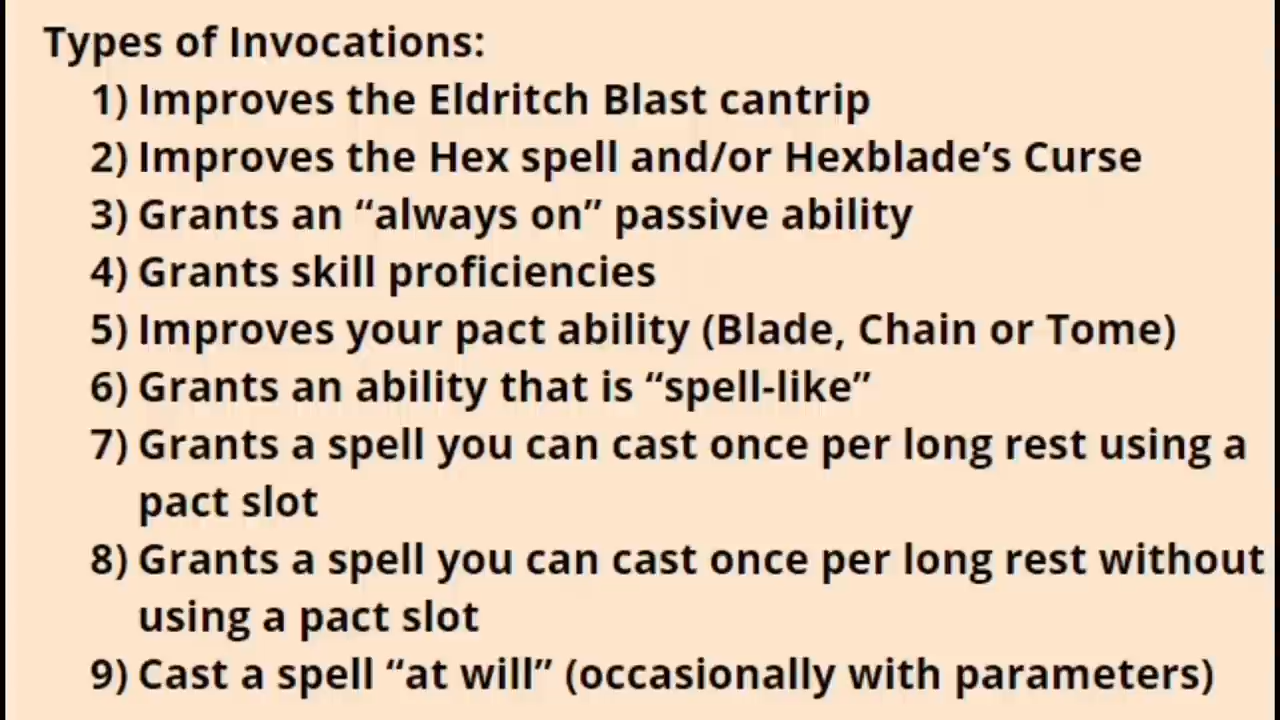 Types of Invocations:
1) Improves the Eldritch Blast cantrip
2) Improves the Hex spell and/or Hexblade’s Curse
3) Grants an “always on” passive ability
4) Grants skill proficiencies
5) Improves your pact ability (Blade, Chain or Tome)
6) Grants an ability that is “spell-like”
7) Grants a spell you can cast once per long rest using a
pact slot
8) Grants a spell you can cast once per long rest without
using a pact slot
9) Cast a spell “at will” (occasionally with parameters)